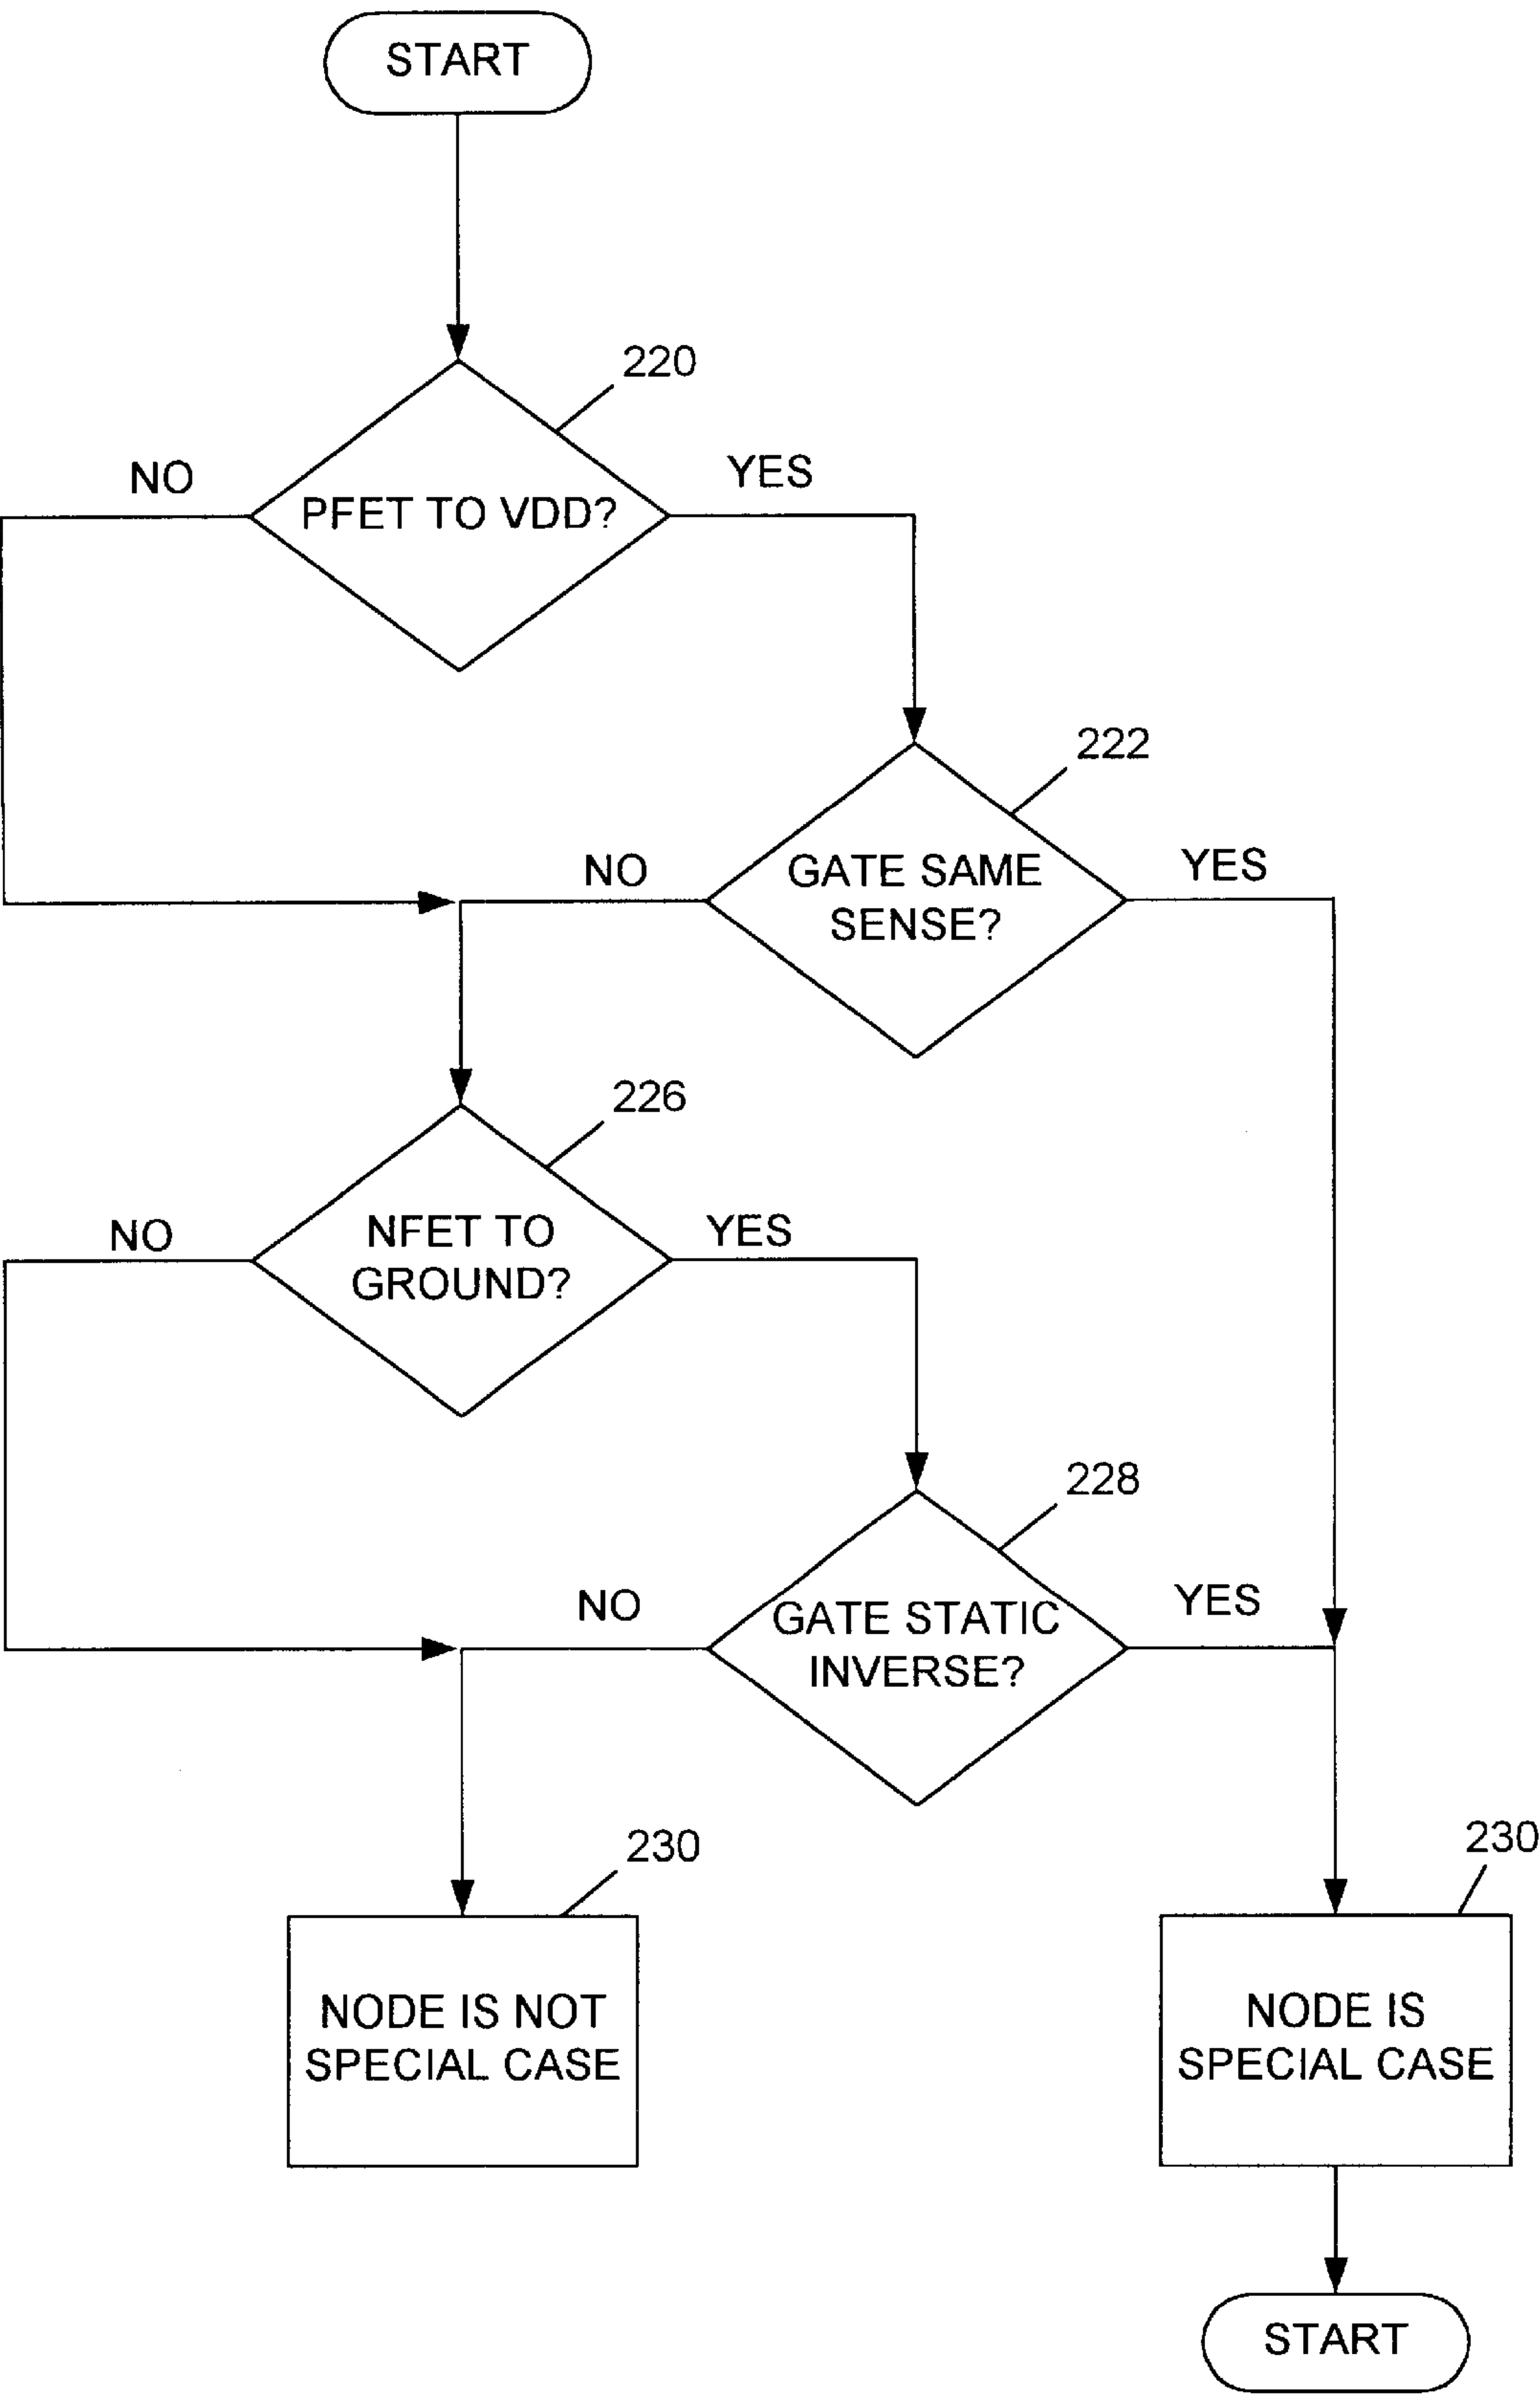 START
220
NO
YES
PFET TO VDD?
222
NO
GATE SAME
SENSE?
YES
226
NO
NFET TO
GROUND?
YES
228
NO
GATE STATIC
INVERSE?
YES
230
NODE IS NOT
SPECIAL CASE
230
NODE IS
SPECIAL CASE
START